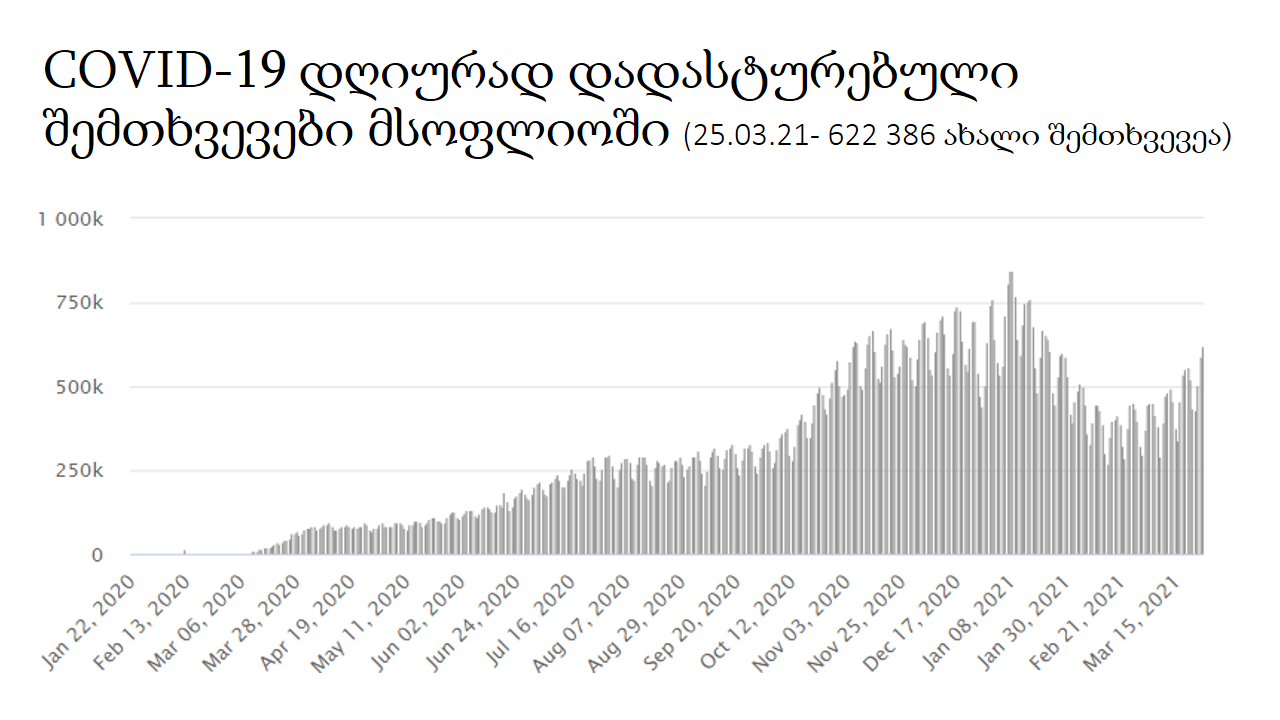 COVID-19 დღიურად დადასტურებული
შემთხვევები მსოფლიოში (25.03.21- 622 386 ახალი შემთხვევეა)
1 000k
750k
500k
250k
0
Jan 22, 2020
Feb 13, 2020
Mar 06, 2020
Mar 28, 2020
Apr 19, 2020
May 11, 2020
Jun 02, 2020
Jun 24, 2020
Jul 16, 2020
Aug 07, 2020
Aug 29, 2020
Sep 20, 2020
Oct 12, 2020
Nov 03, 2020
Nov 25, 2020
Dec 17, 2020
Jan 08, 2021
Jan 30, 2021
Feb 21, 2021
Mar 15, 2021